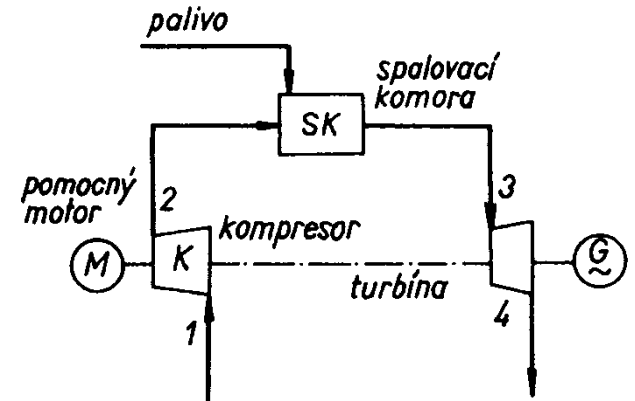 palivo
spalovací
komora
SK
pomocný
motor
2
3
kompresor
M
K
G
~
turbína
1
4